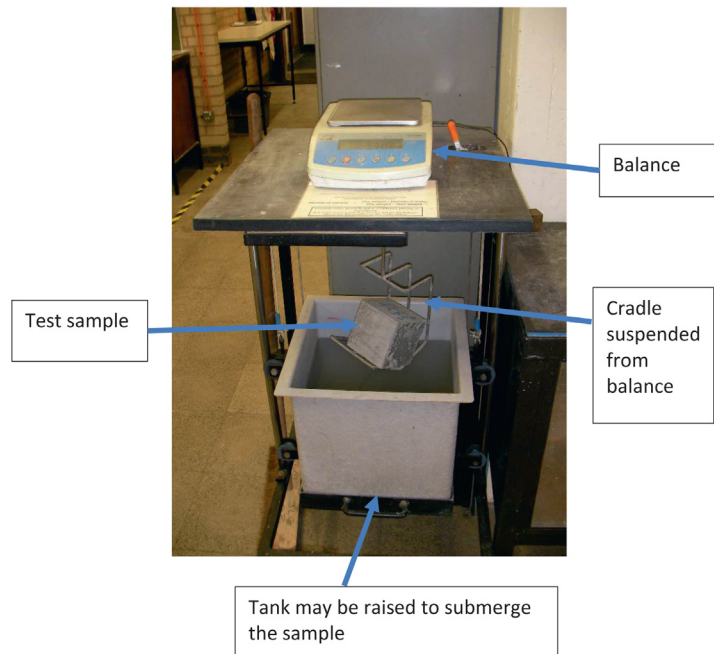 Balance
Test sample
Cradle
suspended
from
balance
Tank may be raised to submerge
the sample